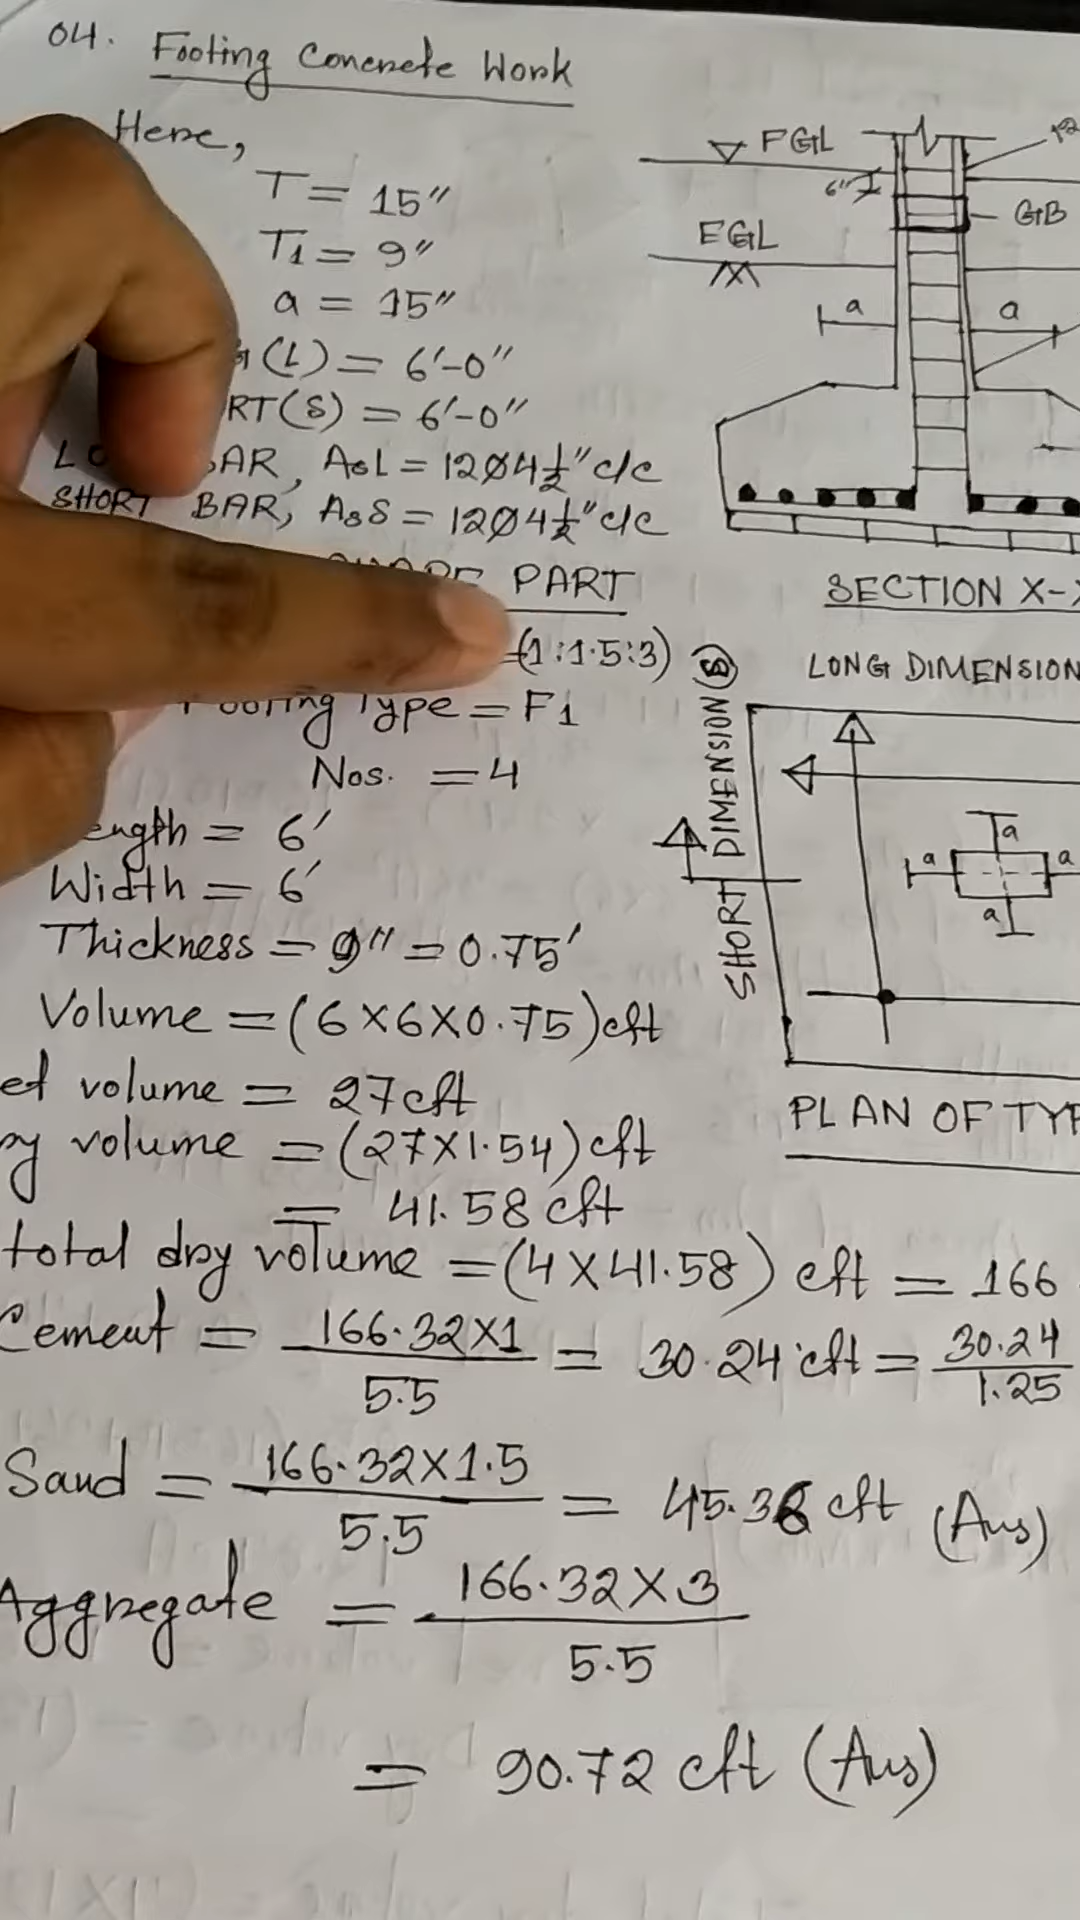 04. Footing Concrete Work
Here,
T = 15"
T1 = 9"
a = 15"
(L) = 6'-0"
RT(S) = 6'-0"
BAR, AsL = 12Ø4½" c/c
SHORT BAR, AsS = 12Ø4½" c/c
PART
(1:1.5:3)
Footing Type = F1
Nos. = 4
ength = 6'
Width = 6'
Thickness = 9" = 0.75'
Volume = (6×6×0.75)cft
et volume = 27cft
ry volume = (27×1.54)cft
= 41.58 cft
total dry volume = (4×41.58) cft = 166
Cement = 166.32×1/5.5 = 30.24 cft = 30.24/1.25
Sand = 166.32×1.5/5.5 = 45.36 cft (Ans)
Aggregate = 166.32×3/5.5
= 90.72 cft (Ans)
FGL
6"
GB
EGL
a a
SECTION X-X
LONG DIMENSION
SHORT DIMENSION (S)
a
a a
a
PLAN OF TYP